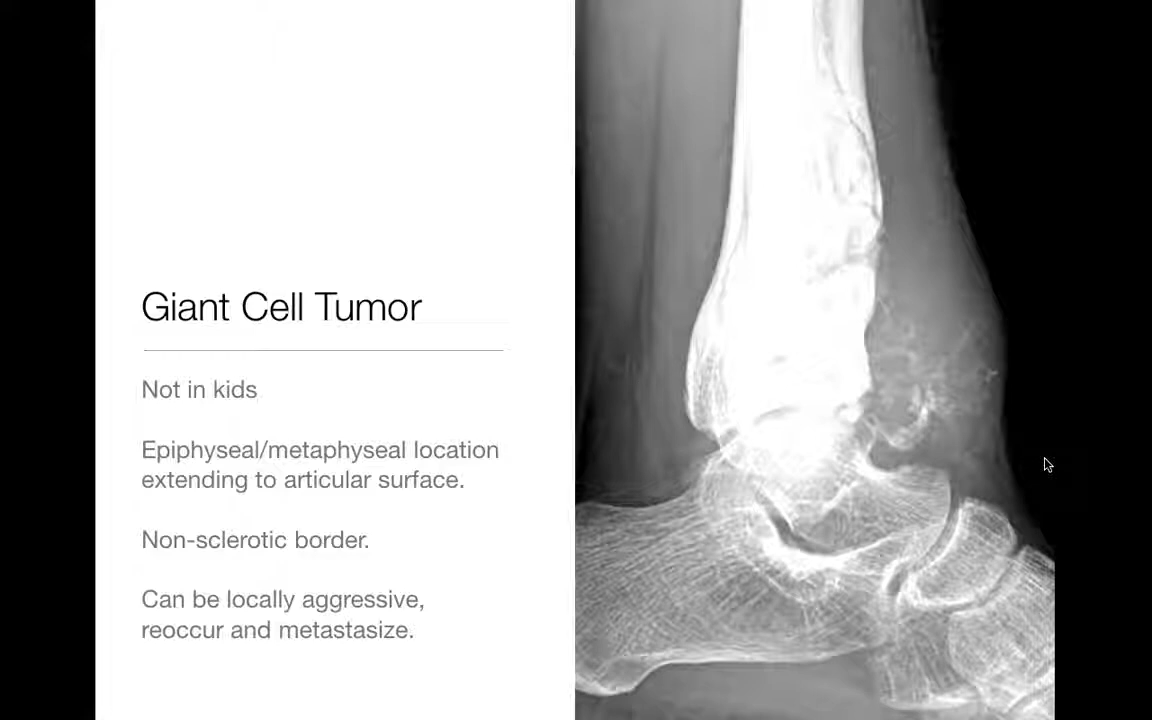 Giant Cell Tumor
Not in kids
Epiphyseal/metaphyseal location
extending to articular surface.
Non-sclerotic border.
Can be locally aggressive,
reoccur and metastasize.